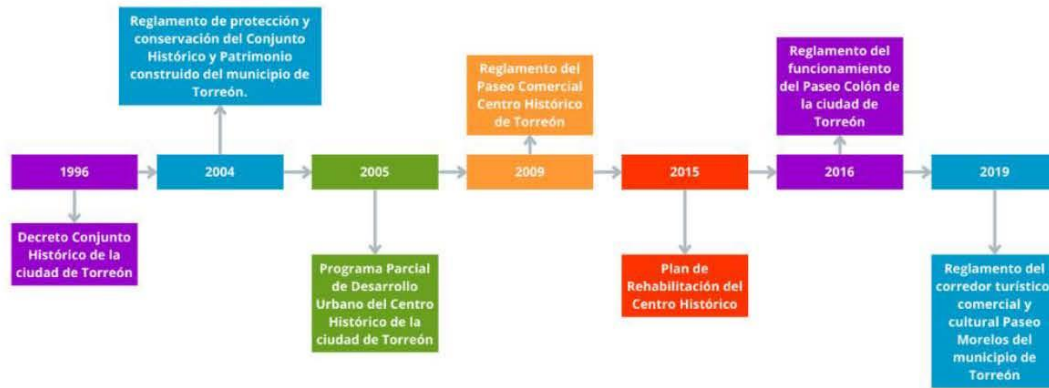 Reglamento de protección y
conservación del Conjunto
Histórico y Patrimonio
construido del municipio de
Torreón.
Reglamento del
Paseo Comercial
Centro Histórico
de Torreón
Reglamento del
funcionamiento
del Paseo Colón de
la ciudad de
Torreón
1996
2004
2005
2009
2015
2016
2019
Decreto Conjunto
Histórico de la
ciudad de Torreón
Programa Parcial
de Desarrollo
Urbano del Centro
Histórico de la
ciudad de Torreón
Plan de
Rehabilitación del
Centro Histórico
Reglamento del
corredor turístico,
comercial y
cultural Paseo
Morelos del
municipio de
Torreón